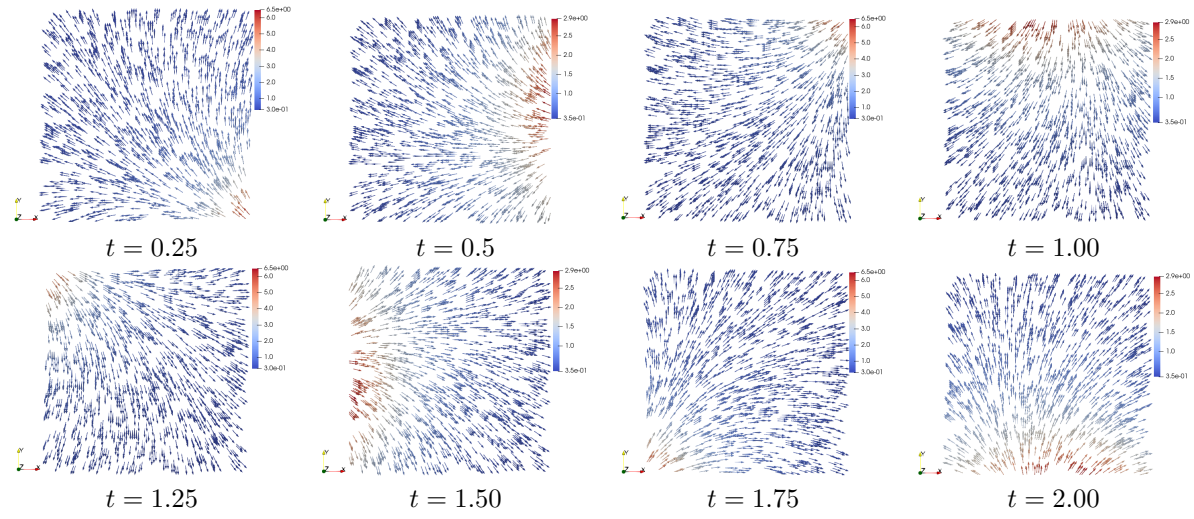 6.5e+00
6.0
5.0
4.0
3.0
2.0
1.0
3.0e-01
Y
Z
X
t = 0.25
2.9e+00
2.5
2.0
1.5
1.0
3.5e-01
Y
Z
X
t = 0.5
6.5e+00
6.0
5.0
4.0
3.0
2.0
1.0
3.0e-01
Y
Z
X
t = 0.75
2.9e+00
2.5
2.0
1.5
1.0
3.5e-01
Y
Z
X
t = 1.00
6.5e+00
6.0
5.0
4.0
3.0
2.0
1.0
3.0e-01
Y
Z
X
t = 1.25
2.9e+00
2.5
2.0
1.5
1.0
3.5e-01
Y
Z
X
t = 1.50
6.5e+00
6.0
5.0
4.0
3.0
2.0
1.0
3.0e-01
Y
Z
X
t = 1.75
2.9e+00
2.5
2.0
1.5
1.0
3.5e-01
Y
Z
X
t = 2.00